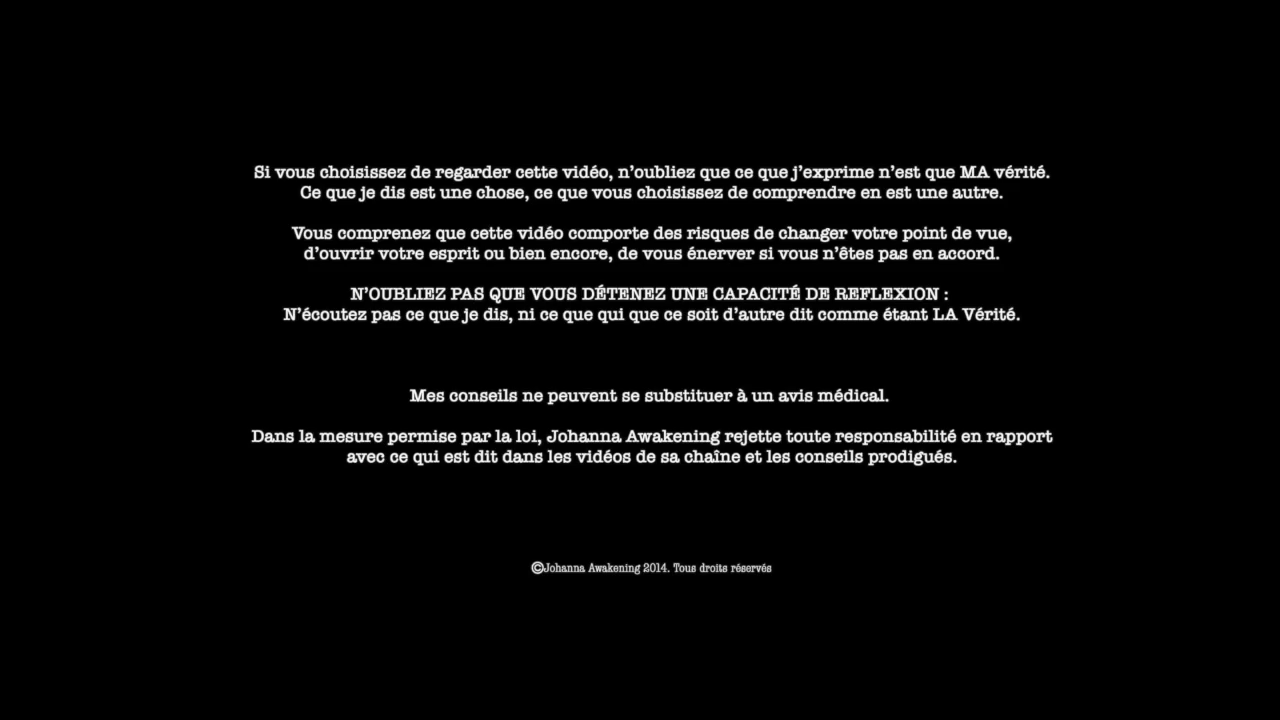 Si vous choisissez de regarder cette vidéo, n’oubliez que ce que j’exprime n’est que MA vérité.
Ce que je dis est une chose, ce que vous choisissez de comprendre en est une autre.
Vous comprenez que cette vidéo comporte des risques de changer votre point de vue,
d’ouvrir votre esprit ou bien encore, de vous énerver si vous n’êtes pas en accord.
N’OUBLIEZ PAS QUE VOUS DÉTENEZ UNE CAPACITÉ DE REFLEXION :
N’écoutez pas ce que je dis, ni ce que qui que ce soit d’autre dit comme étant LA Vérité.
Mes conseils ne peuvent se substituer à un avis médical.
Dans la mesure permise par la loi, Johanna Awakening rejette toute responsabilité en rapport
avec ce qui est dit dans les vidéos de sa chaîne et les conseils prodigués.
©Johanna Awakening 2014. Tous droits réservés